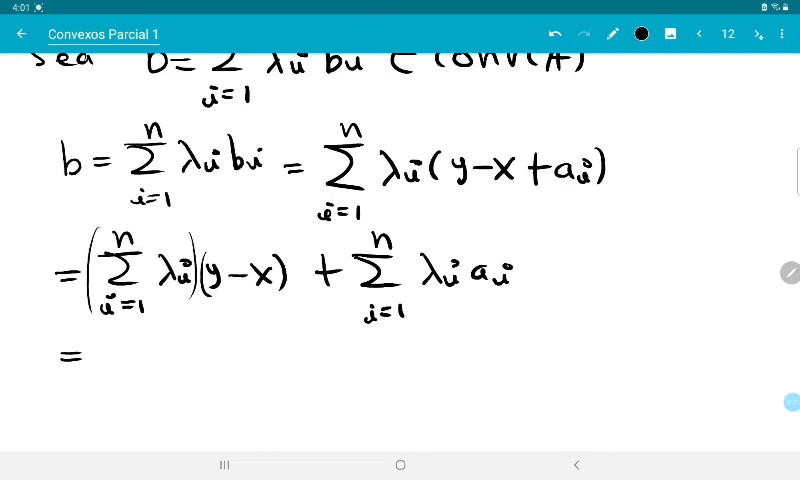 4:01
Convexos Parcial 1
12
Sea b = Σ_{i=1} λi bi ∈ conv(A)
b = Σ_{i=1}^{n} λi bi = Σ_{i=1}^{n} λi (y - x + ai)
= (Σ_{i=1}^{n} λi)(y - x) + Σ_{i=1}^{n} λi ai
=